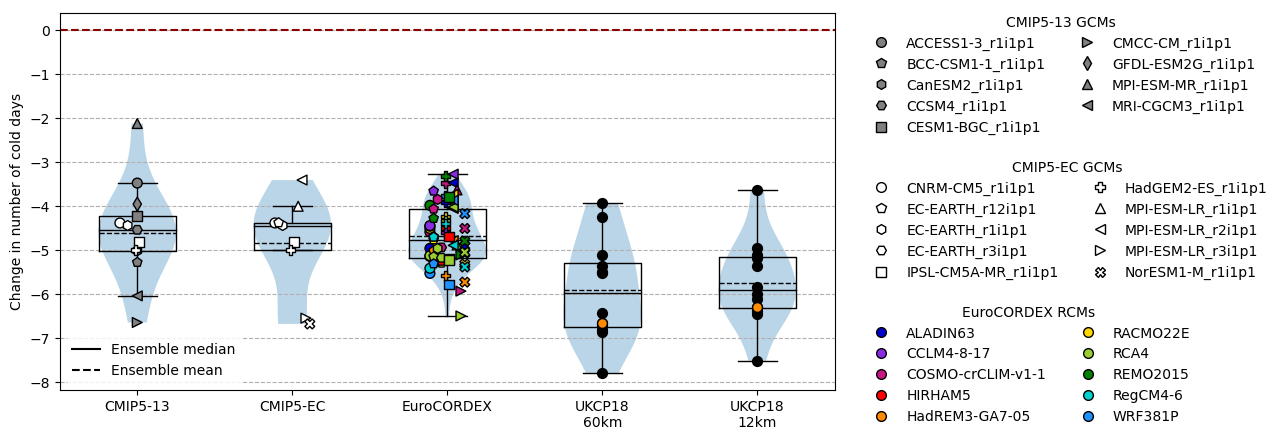 Change in number of cold days
0
−1
−2
−3
−4
−5
−6
−7
−8
Ensemble median
Ensemble mean
CMIP5-13
CMIP5-EC
EuroCORDEX
UKCP18
60km
UKCP18
12km
CMIP5-13 GCMs
ACCESS1-3_r1i1p1
BCC-CSM1-1_r1i1p1
CanESM2_r1i1p1
CCSM4_r1i1p1
CESM1-BGC_r1i1p1
CMCC-CM_r1i1p1
GFDL-ESM2G_r1i1p1
MPI-ESM-MR_r1i1p1
MRI-CGCM3_r1i1p1
CMIP5-EC GCMs
CNRM-CM5_r1i1p1
EC-EARTH_r12i1p1
EC-EARTH_r1i1p1
EC-EARTH_r3i1p1
IPSL-CM5A-MR_r1i1p1
HadGEM2-ES_r1i1p1
MPI-ESM-LR_r1i1p1
MPI-ESM-LR_r2i1p1
MPI-ESM-LR_r3i1p1
NorESM1-M_r1i1p1
EuroCORDEX RCMs
ALADIN63
CCLM4-8-17
COSMO-crCLIM-v1-1
HIRHAM5
HadREM3-GA7-05
RACMO22E
RCA4
REMO2015
RegCM4-6
WRF381P